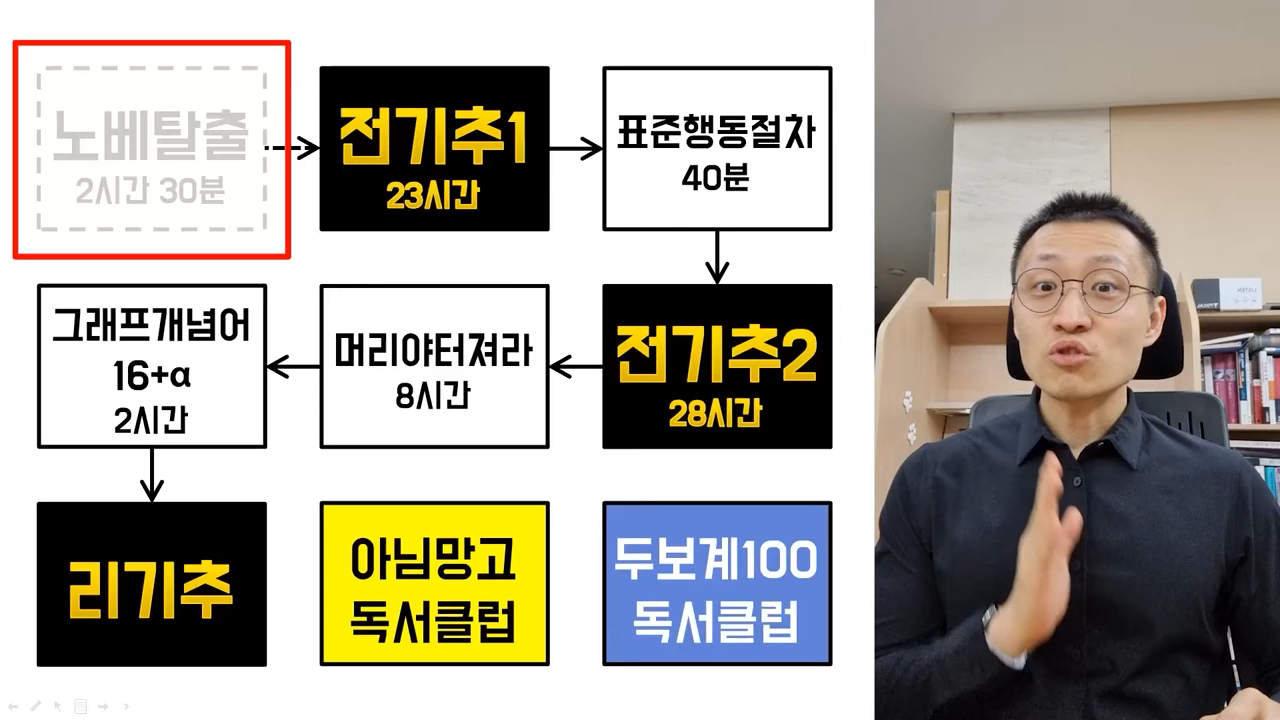 노베탈출
2시간 30분
전기추1
23시간
표준행동절차
40분
그래프개념어
16+α
2시간
머리야터져라
8시간
전기추2
28시간
리기추
아님망고
독서클럽
두보계100
독서클럽